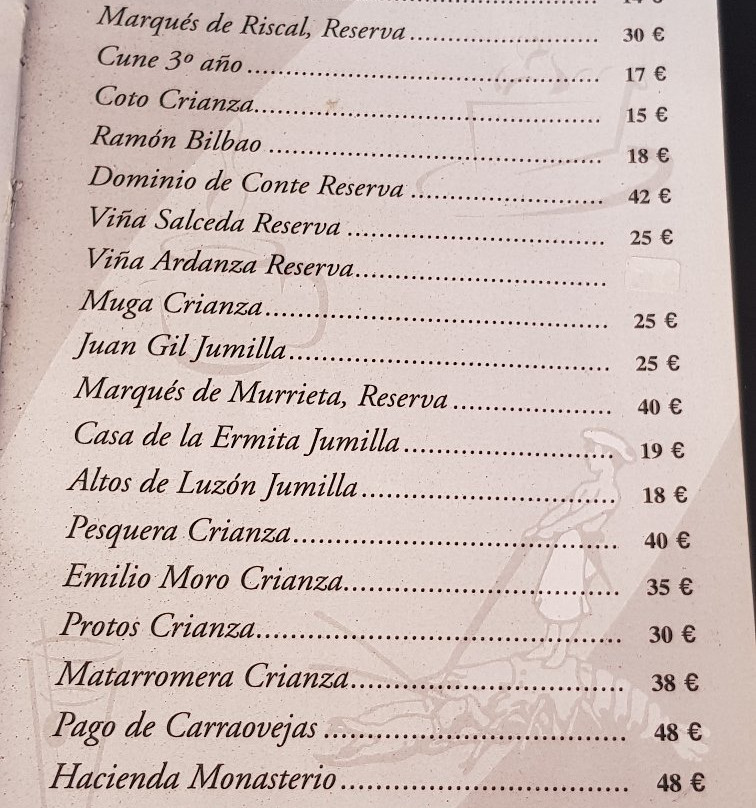 Marqués de Riscal, Reserva 30 €
Cune 3º año 17 €
Coto Crianza 15 €
Ramón Bilbao 18 €
Dominio de Conte Reserva 42 €
Viña Salceda Reserva 25 €
Viña Ardanza Reserva
Muga Crianza 25 €
Juan Gil Jumilla 25 €
Marqués de Murrieta, Reserva 40 €
Casa de la Ermita Jumilla 19 €
Altos de Luzón Jumilla 18 €
Pesquera Crianza 40 €
Emilio Moro Crianza 35 €
Protos Crianza 30 €
Matarromera Crianza 38 €
Pago de Carraovejas 48 €
Hacienda Monasterio 48 €